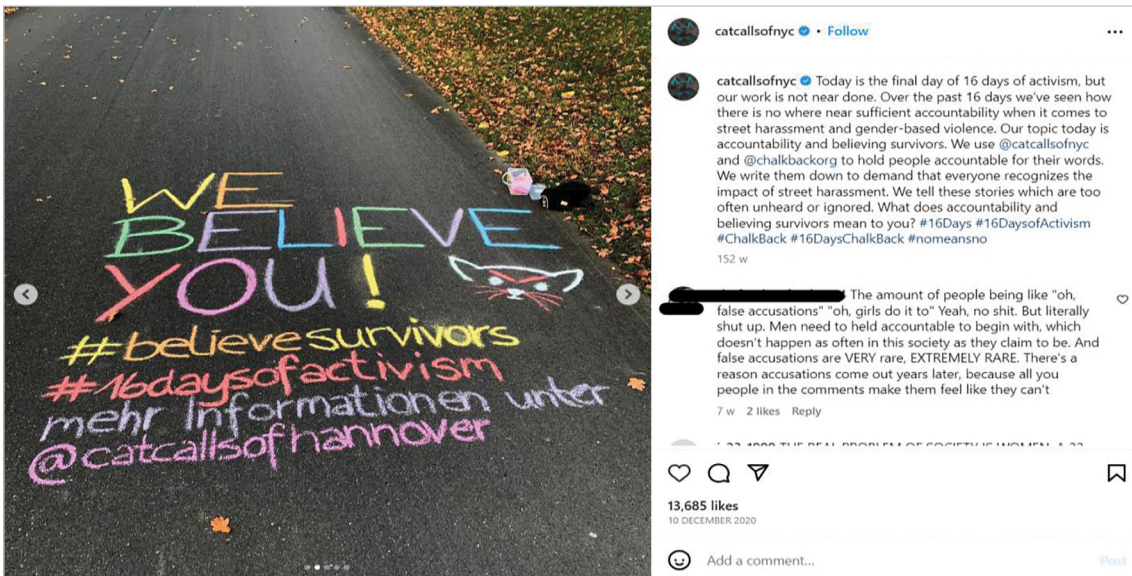 WE
BELIEVE
YOU!
#believesurvivors
#16daysofactivism
mehr Informationen unter
@catcallsofhannover
catcallsofnyc • Follow
catcallsofnyc Today is the final day of 16 days of activism, but
our work is not near done. Over the past 16 days we've seen how
there is no where near sufficient accountability when it comes to
street harassment and gender-based violence. Our topic today is
accountability and believing survivors. We use @catcallsofnyc
and @chalkbackorg to hold people accountable for their words.
We write them down to demand that everyone recognizes the
impact of street harassment. We tell these stories which are too
often unheard or ignored. What does accountability and
believing survivors mean to you? #16Days #16DaysofActivism
#ChalkBack #16DaysChalkBack #nomeansno
152 w
The amount of people being like "oh,
false accusations" "oh, girls do it to" Yeah, no shit. But literally
shut up. Men need to held accountable to begin with, which
doesn't happen as often in this society as they claim to be. And
false accusations are VERY rare, EXTREMELY RARE. There's a
reason accusations come out years later, because all you
people in the comments make them feel like they can't
7 w 2 likes Reply
THE REAL PROBLEM OF SOCIETY IS WOMEN. A
13,685 likes
10 DECEMBER 2020
Add a comment...
Post